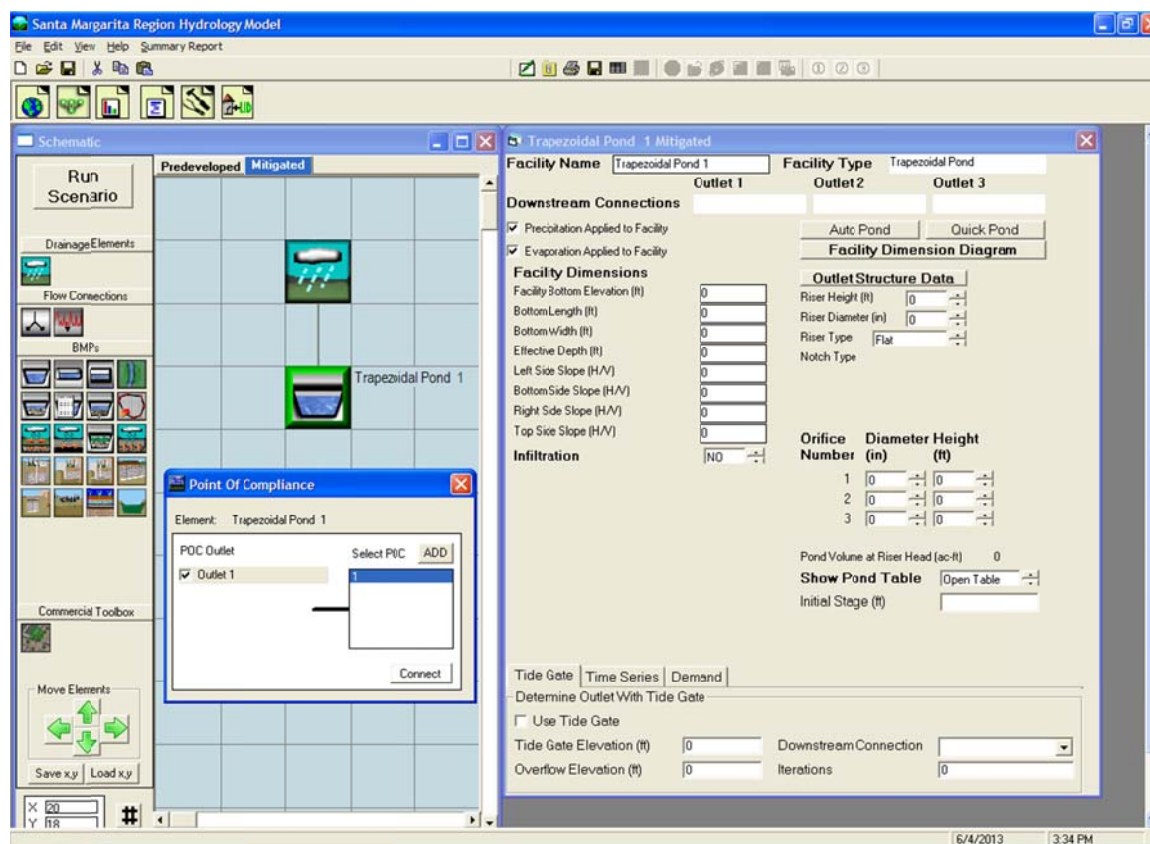 Santa Margarita Region Hydrology Model
File Edit View Help Summary Report
Schematic
Run Scenario
Predeveloped Mitigated
Drainage Elements
Flow Connections
BMPs
Commercial Toolbox
Move Elements
Save x,y Load x,y
X 20
Y 18
#
Trapezoidal Pond 1
Point Of Compliance
Element: Trapezoidal Pond 1
POC Outlet
Select POC ADD
Outlet 1
1
Connect
Trapezoidal Pond 1 Mitigated
Facility Name Trapezoidal Pond 1 Facility Type Trapezoidal Pond
Outlet 1 Outlet 2 Outlet 3
Downstream Connections
Precipitation Applied to Facility
Auto Pond Quick Pond
Evaporation Applied to Facility
Facility Dimension Diagram
Facility Dimensions
Facility Bottom Elevation (ft) 0
Bottom Length (ft) 0
Bottom Width (ft) 0
Effective Depth (ft) 0
Left Side Slope (H/V) 0
Bottom Side Slope (H/V) 0
Right Side Slope (H/V) 0
Top Side Slope (H/V) 0
Infiltration NO
Outlet Structure Data
Riser Height (ft) 0
Riser Diameter (in) 0
Riser Type Flat
Notch Type
Orifice Diameter Height
Number (in) (ft)
1 0 0
2 0 0
3 0 0
Pond Volume at Riser Head (ac-ft) 0
Show Pond Table Open Table
Initial Stage (ft)
Tide Gate Time Series Demand
Determine Outlet With Tide Gate
Use Tide Gate
Tide Gate Elevation (ft) 0 Downstream Connection
Overflow Elevation (ft) 0 Iterations 0
6/4/2013 3:34 PM